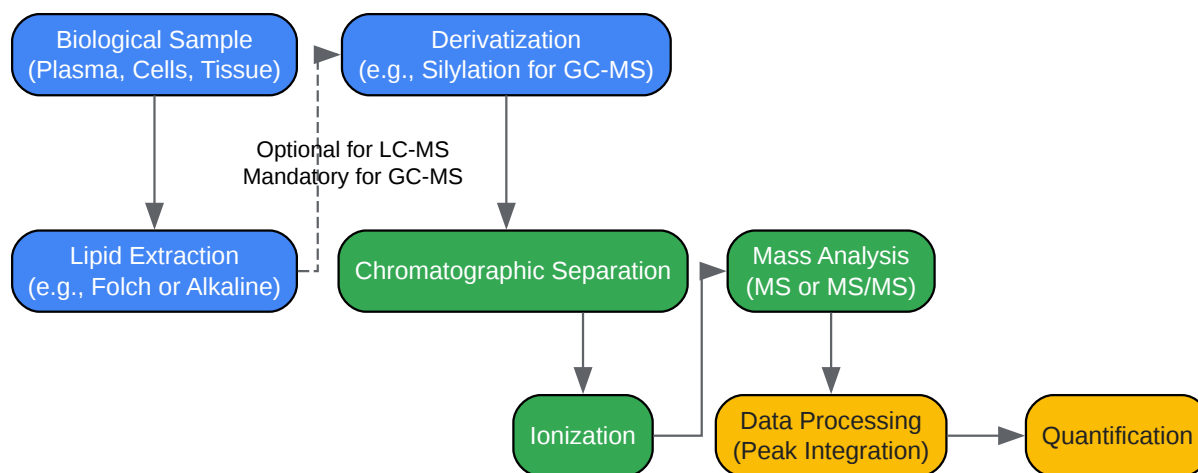 Biological Sample
(Plasma, Cells, Tissue)
Derivatization
(e.g., Silylation for GC-MS)
Optional for LC-MS
Mandatory for GC-MS
Lipid Extraction
(e.g., Folch or Alkaline)
Chromatographic Separation
Mass Analysis
(MS or MS/MS)
Ionization
Data Processing
(Peak Integration)
Quantification